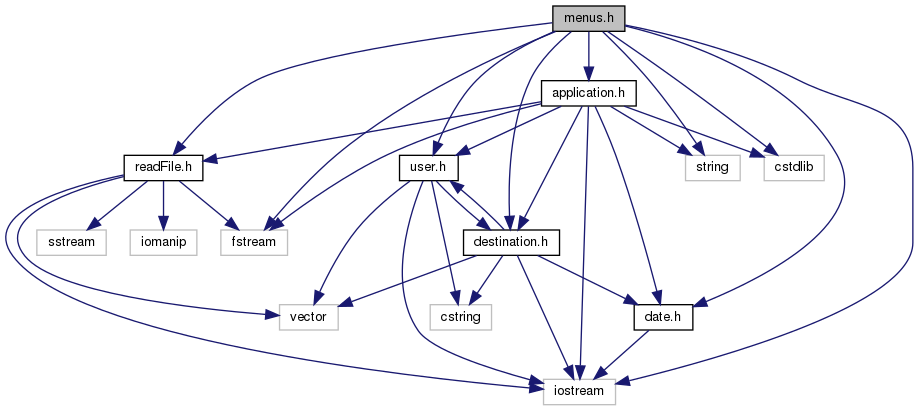 menus.h
application.h
readFile.h
user.h
string
cstdlib
sstream
iomanip
fstream
destination.h
vector
cstring
date.h
iostream